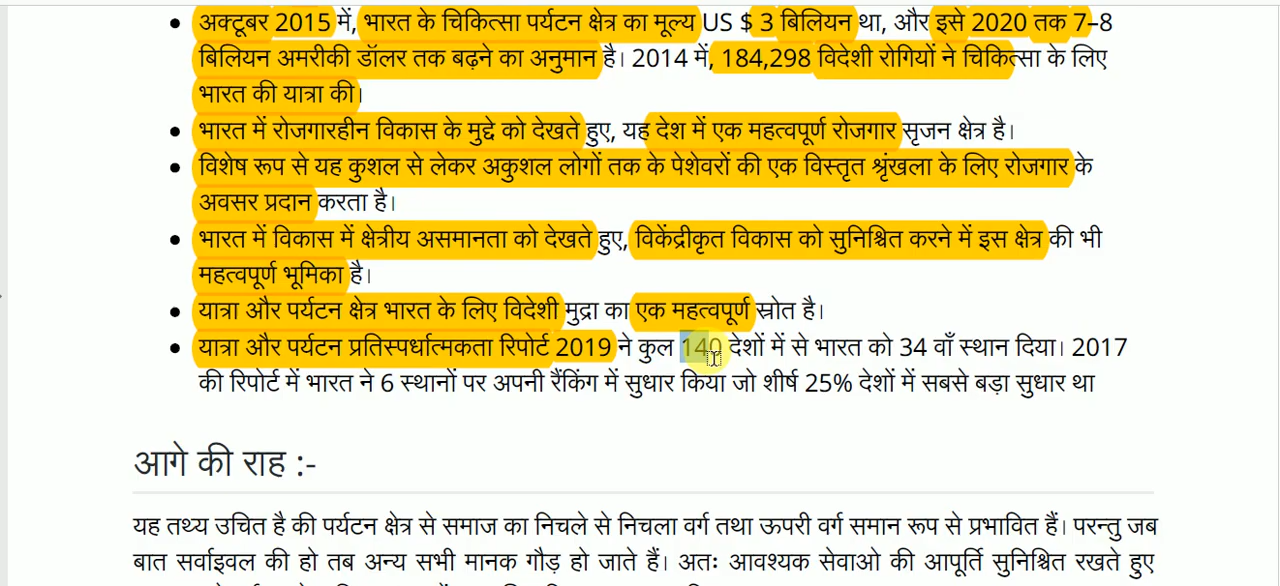 • अक्टूबर 2015 में, भारत के चिकित्सा पर्यटन क्षेत्र का मूल्य US $ 3 बिलियन था, और इसे 2020 तक 7–8
बिलियन अमरीकी डॉलर तक बढ़ने का अनुमान है। 2014 में, 184,298 विदेशी रोगियों ने चिकित्सा के लिए
भारत की यात्रा की।
• भारत में रोजगारहीन विकास के मुद्दे को देखते हुए, यह देश में एक महत्वपूर्ण रोजगार सृजन क्षेत्र है।
• विशेष रूप से यह कुशल से लेकर अकुशल लोगों तक के पेशेवरों की एक विस्तृत श्रृंखला के लिए रोजगार के
अवसर प्रदान करता है।
• भारत में विकास में क्षेत्रीय असमानता को देखते हुए, विकेंद्रीकृत विकास को सुनिश्चित करने में इस क्षेत्र की भी
महत्वपूर्ण भूमिका है।
• यात्रा और पर्यटन क्षेत्र भारत के लिए विदेशी मुद्रा का एक महत्वपूर्ण स्रोत है।
• यात्रा और पर्यटन प्रतिस्पर्धात्मकता रिपोर्ट 2019 ने कुल 140 देशों में से भारत को 34 वाँ स्थान दिया। 2017
की रिपोर्ट में भारत ने 6 स्थानों पर अपनी रैंकिंग में सुधार किया जो शीर्ष 25% देशों में सबसे बड़ा सुधार था
आगे की राह :-
यह तथ्य उचित है की पर्यटन क्षेत्र से समाज का निचले से निचला वर्ग तथा ऊपरी वर्ग समान रूप से प्रभावित हैं। परन्तु जब
बात सर्वाइवल की हो तब अन्य सभी मानक गौड़ हो जाते हैं। अतः आवश्यक सेवाओ की आपूर्ति सुनिश्चित रखते हुए